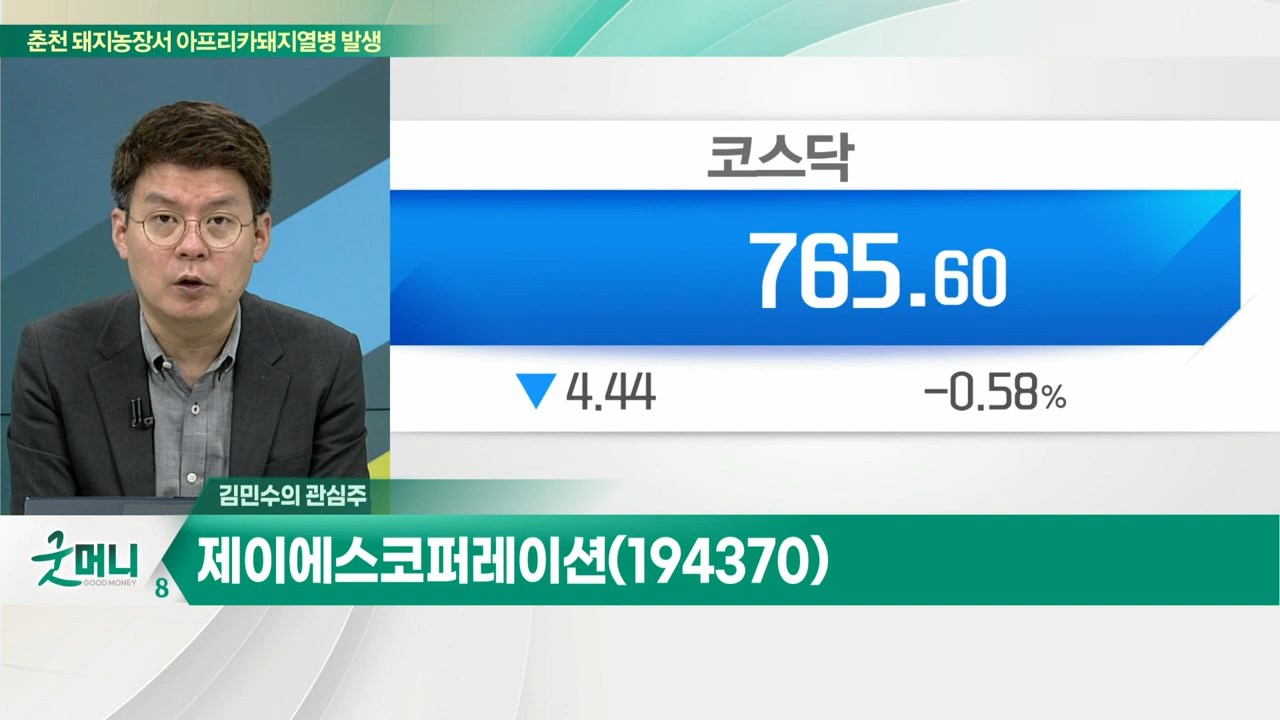 춘천 돼지농장서 아프리카돼지열병 발생
코스닥
765.60
▼ 4.44 -0.58%
김민수의 관심주
굿머니
GOOD MONEY
8
제이에스코퍼레이션(194370)